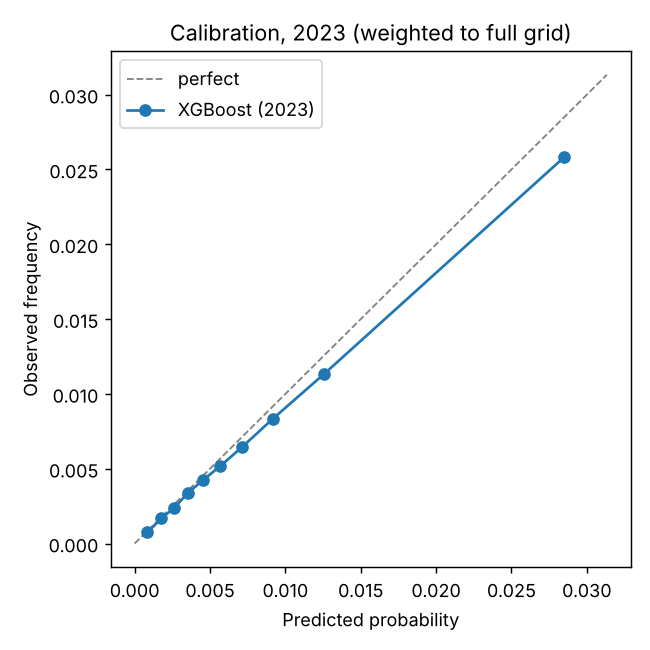 Calibration, 2023 (weighted to full grid)
perfect
XGBoost (2023)
Observed frequency
0.030
0.025
0.020
0.015
0.010
0.005
0.000
0.000 0.005 0.010 0.015 0.020 0.025 0.030
Predicted probability